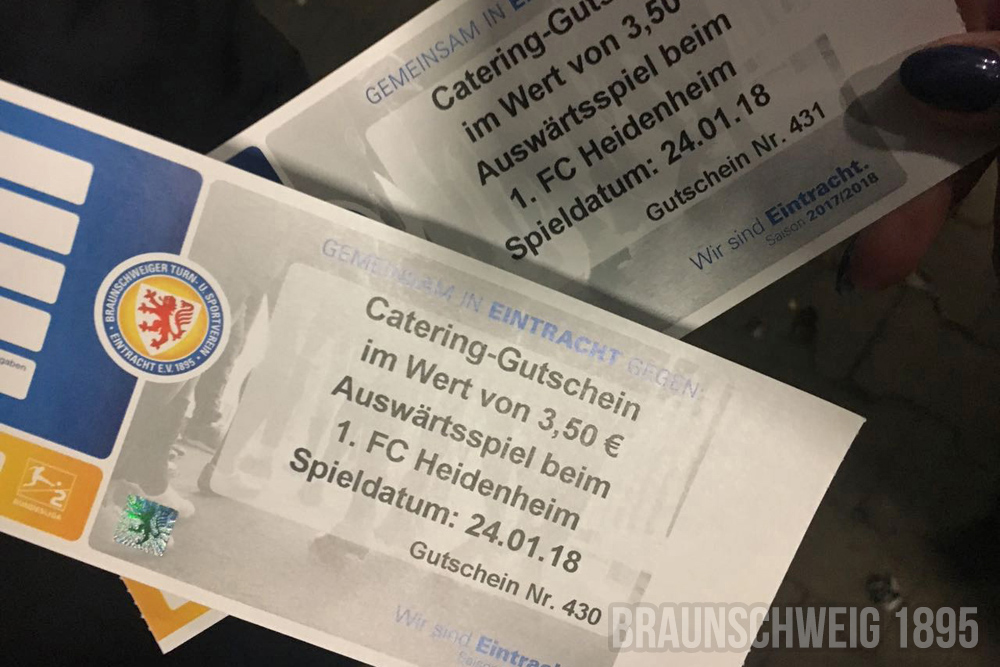 GEMEINSAM IN
Catering-Gutschein
im Wert von 3,50
Auswärtsspiel beim
1. FC Heidenheim
Spieldatum: 24.01.18
Gutschein Nr. 431
Wir sind Eintracht.
Saison 2017/2018
BRAUNSCHWEIGER TURN- U. SPORTVEREIN
EINTRACHT E.V. 1895
GEMEINSAM IN EINTRACHT GEGEN:
Catering-Gutschein
im Wert von 3,50 €
Auswärtsspiel beim
1. FC Heidenheim
Spieldatum: 24.01.18
Gutschein Nr. 430
Wir sind
2
BUNDESLIGA
BRAUNSCHWEIG 1895